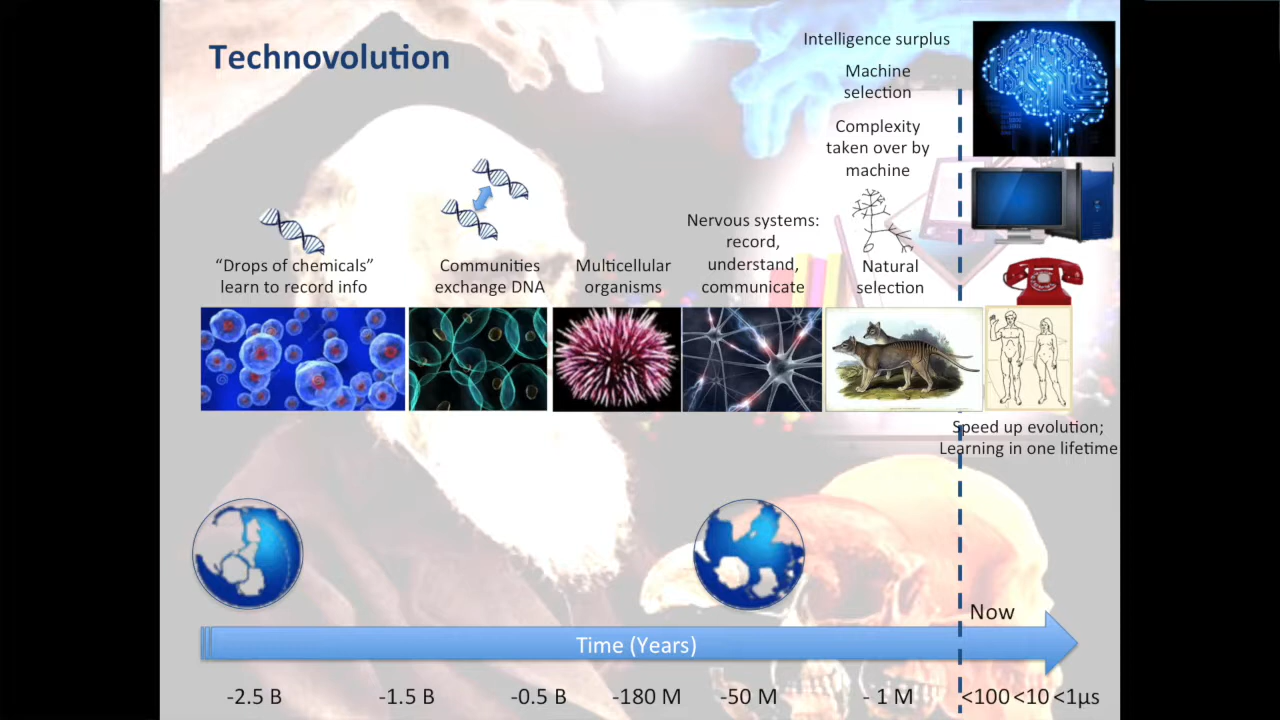 Technovolution
Intelligence surplus
Machine
selection
Complexity
taken over by
machine
“Drops of chemicals”
learn to record info
Communities
exchange DNA
Multicellular
organisms
Nervous systems:
record,
understand,
communicate
Natural
selection
Speed up evolution;
Learning in one lifetime
Now
Time (Years)
-2.5 B -1.5 B -0.5 B -180 M -50 M - 1 M <100 <10 <1µs